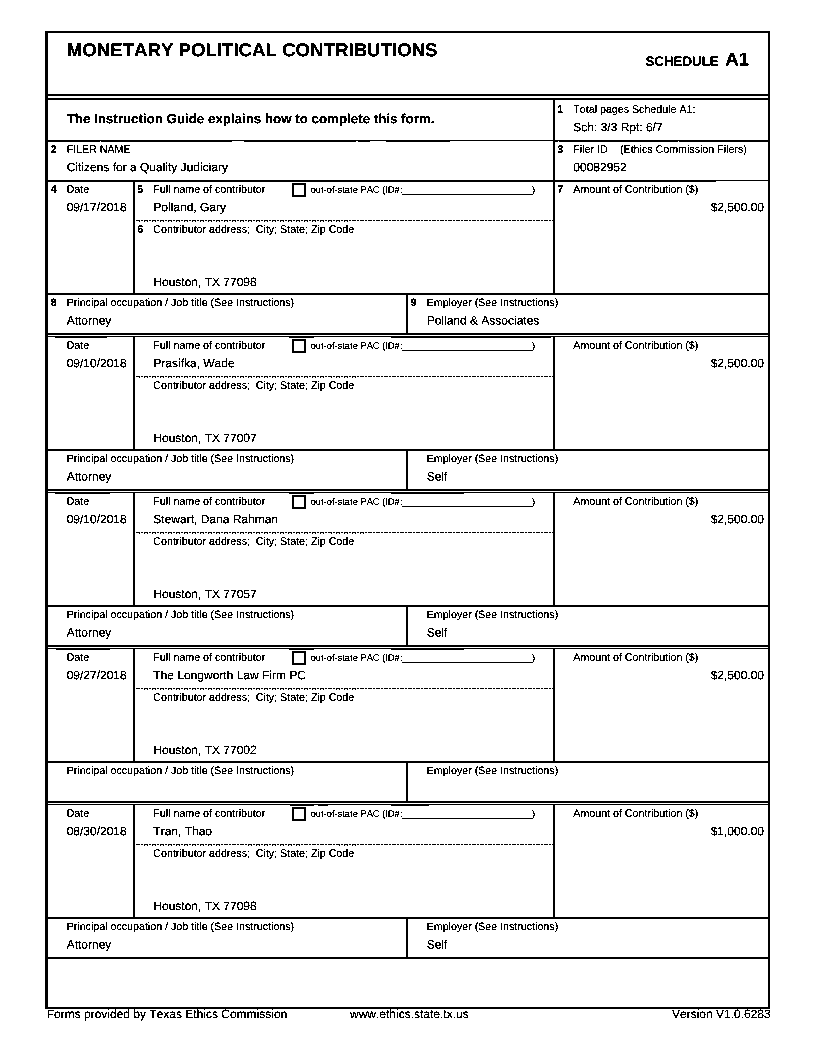 MONETARY POLITICAL CONTRIBUTIONS
SCHEDULE A1
The Instruction Guide explains how to complete this form.
1 Total pages Schedule A1:
Sch: 3/3 Rpt: 6/7
2 FILER NAME
Citizens for a Quality Judiciary
3 Filer ID (Ethics Commission Filers)
00082952
4 Date
09/17/2018
5 Full name of contributor out-of-state PAC (ID#:______________________)
Polland, Gary
6 Contributor address; City; State; Zip Code
Houston, TX 77098
7 Amount of Contribution ($)
$2,500.00
8 Principal occupation / Job title (See Instructions)
Attorney
9 Employer (See Instructions)
Polland & Associates
Date
09/10/2018
Full name of contributor out-of-state PAC (ID#:______________________)
Prasifka, Wade
Contributor address; City; State; Zip Code
Houston, TX 77007
Amount of Contribution ($)
$2,500.00
Principal occupation / Job title (See Instructions)
Attorney
Employer (See Instructions)
Self
Date
09/10/2018
Full name of contributor out-of-state PAC (ID#:______________________)
Stewart, Dana Rahman
Contributor address; City; State; Zip Code
Houston, TX 77057
Amount of Contribution ($)
$2,500.00
Principal occupation / Job title (See Instructions)
Attorney
Employer (See Instructions)
Self
Date
09/27/2018
Full name of contributor out-of-state PAC (ID#:______________________)
The Longworth Law Firm PC
Contributor address; City; State; Zip Code
Houston, TX 77002
Amount of Contribution ($)
$2,500.00
Principal occupation / Job title (See Instructions)
Employer (See Instructions)
Date
08/30/2018
Full name of contributor out-of-state PAC (ID#:______________________)
Tran, Thao
Contributor address; City; State; Zip Code
Houston, TX 77098
Amount of Contribution ($)
$1,000.00
Principal occupation / Job title (See Instructions)
Attorney
Employer (See Instructions)
Self
Forms provided by Texas Ethics Commission
www.ethics.state.tx.us
Version V1.0.6283